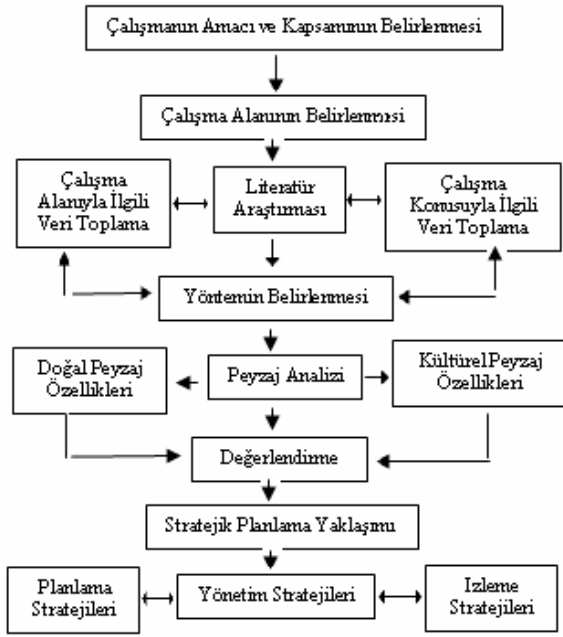 Çalışmanın Amacı ve Kapsamının Belirlenmesi
Çalışma Alanının Belirlenmesi
Çalışma
Alanıyla İlgili
Veri Toplama
Literatür
Araştırması
Çalışma
Konusuyla İlgili
Veri Toplama
Yöntemin Belirlenmesi
Doğal Peyzaj
Özellikleri
Peyzaj Analizi
Kültürel Peyzaj
Özellikleri
Değerlendirme
Stratejik Planlama Yaklaşımı
Planlama
Stratejileri
Yönetim Stratejileri
Izleme
Stratejileri